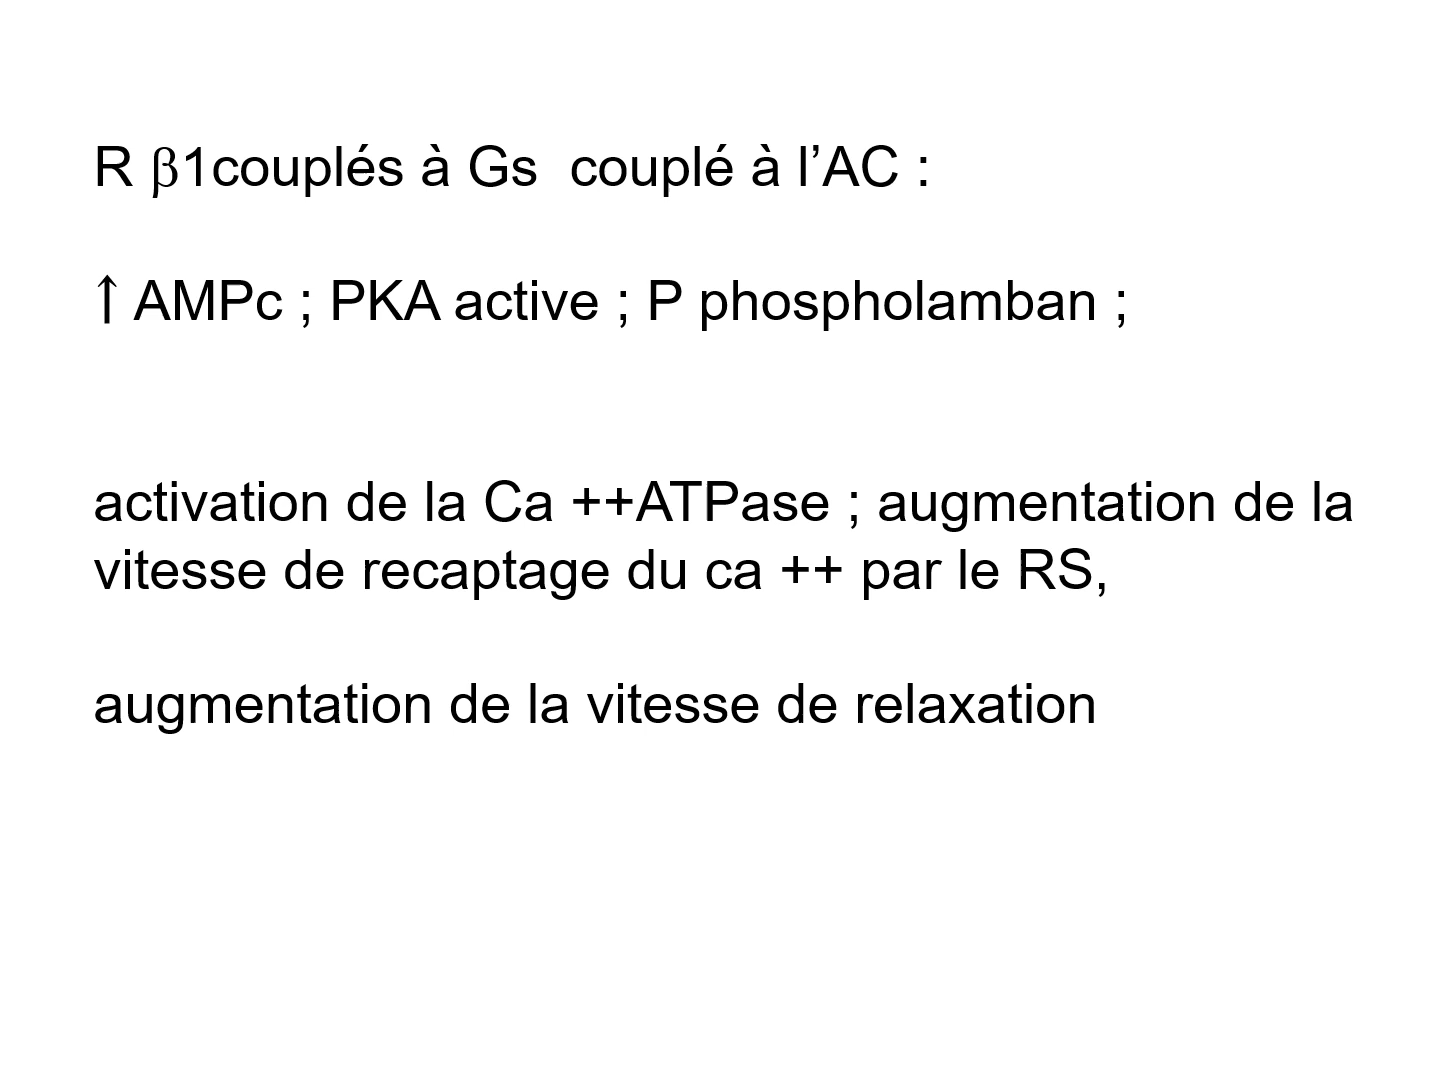 R β1couplés à Gs  couplé à l’AC :
↑ AMPc ; PKA active ; P phospholamban ;
activation de la Ca ++ATPase ; augmentation de la
vitesse de recaptage du ca ++ par le RS,
augmentation de la vitesse de relaxation